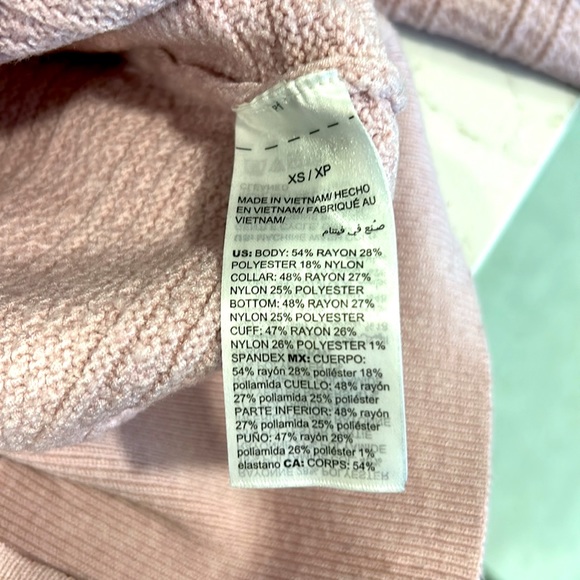 XS / XP
MADE IN VIETNAM/ HECHO
EN VIETNAM/ FABRIQUÉ AU
VIETNAM/
صُنع في فيتنام
US: BODY: 54% RAYON 28%
POLYESTER 18% NYLON
COLLAR: 48% RAYON 27%
NYLON 25% POLYESTER
BOTTOM: 48% RAYON 27%
NYLON 25% POLYESTER
CUFF: 47% RAYON 26%
NYLON 26% POLYESTER 1%
SPANDEX MX: CUERPO:
54% rayón 28% poliéster 18%
poliamida CUELLO: 48% rayón
27% poliamida 25% poliéster
PARTE INFERIOR: 48% rayón
27% poliamida 25% poliéster
PUÑO: 47% rayón 26%
poliamida 26% poliéster 1%
elastano CA: CORPS: 54%